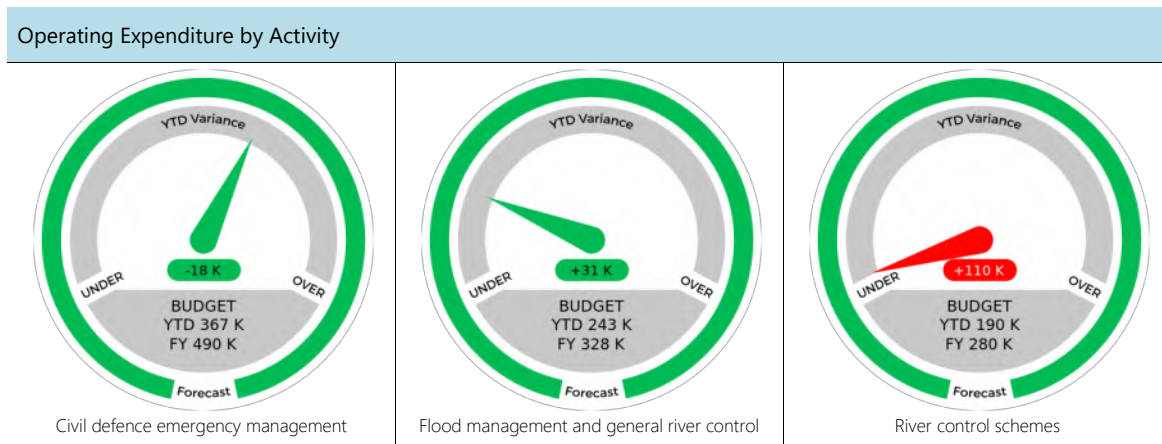 Operating Expenditure by Activity
YTD Variance
-18 K
UNDER
OVER
BUDGET
YTD 367 K
FY 490 K
Forecast
Civil defence emergency management
YTD Variance
+31 K
UNDER
OVER
BUDGET
YTD 243 K
FY 328 K
Forecast
Flood management and general river control
YTD Variance
+110 K
UNDER
OVER
BUDGET
YTD 190 K
FY 280 K
Forecast
River control schemes